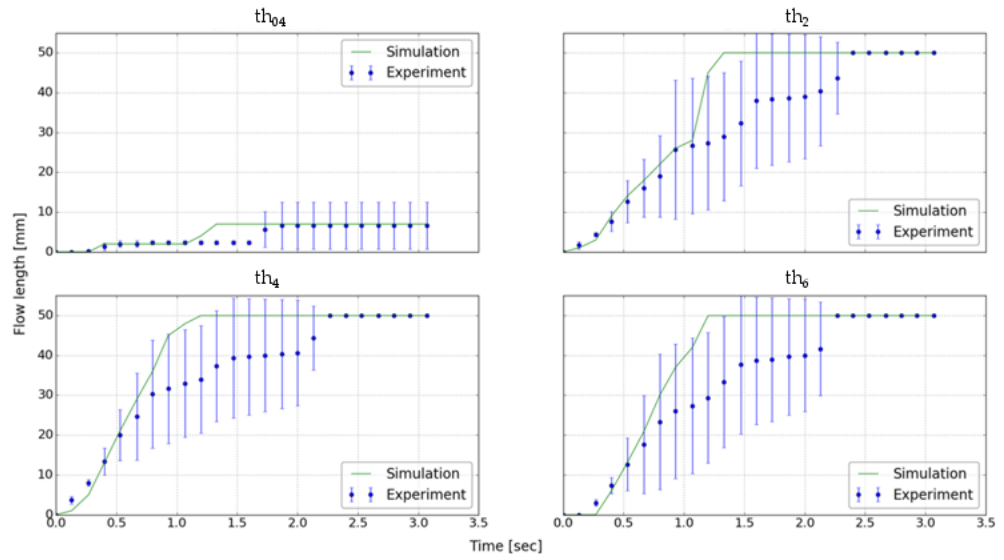 th04
th2
50
40
30
20
10
0
Simulation
Experiment
Simulation
Experiment
Flow length [mm]
th4
th6
50
40
30
20
10
0
Simulation
Experiment
Simulation
Experiment
0.0 0.5 1.0 1.5 2.0 2.5 3.0 3.5
0.0 0.5 1.0 1.5 2.0 2.5 3.0 3.5
Time [sec]